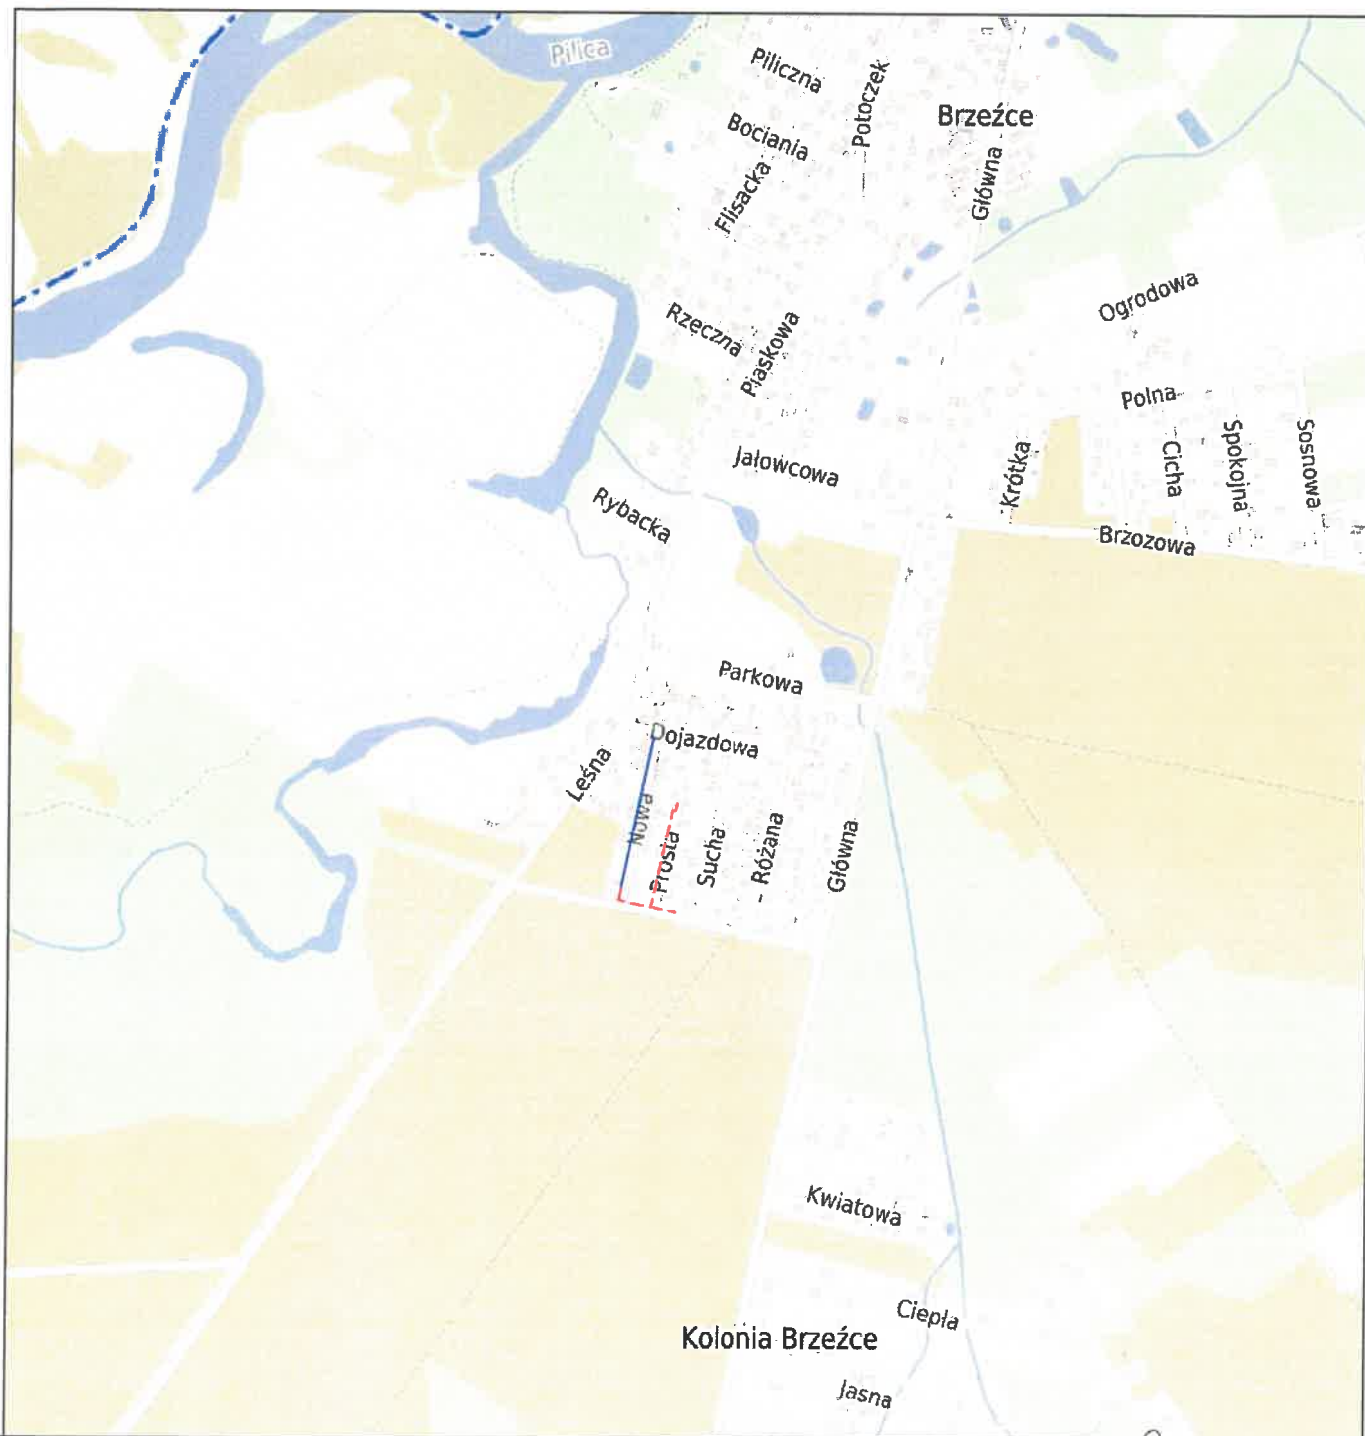 Pilica
Piliczna
Potoczek
Brzeźce
Bociania
Główna
Flisacka
Ogrodowa
Rzeczna
Piaskowa
Polna
Jałowcowa
Krótka
Cicha
Spokojna
Sosnowa
Rybacka
Brzozowa
Parkowa
Dojazdowa
Leśna
Nowa
Prosta
Sucha
Różana
Główna
Kwiatowa
Ciepła
Kolonia Brzeźce
Jasna